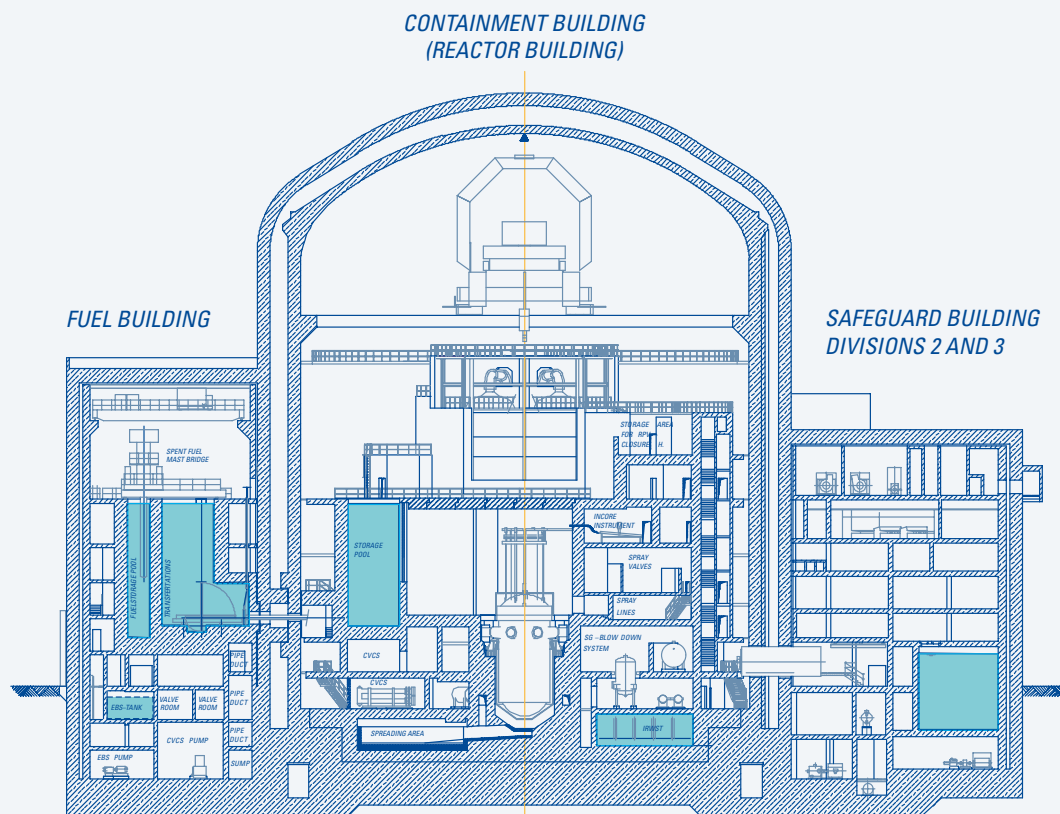 CONTAINMENT BUILDING
(REACTOR BUILDING)
FUEL BUILDING
SAFEGUARD BUILDING
DIVISIONS 2 AND 3
SPENT FUEL
MAST BRIDGE
STORAGE AREA
FOR RPV
CLOSURE H.
INCORE
INSTRUMENT
STORAGE
POOL
FUELSTORAGE POOL
SPRAY
VALVES
SPRAY
LINES
SG-BLOW DOWN
SYSTEM
CVCS
CVCS
PIPE
DUCT
PIPE
DUCT
EBS-TANK
VALVE
ROOM
VALVE
ROOM
PIPE
DUCT
CVCS PUMP
EBS PUMP
SUMP
SPREADING AREA
IRWST